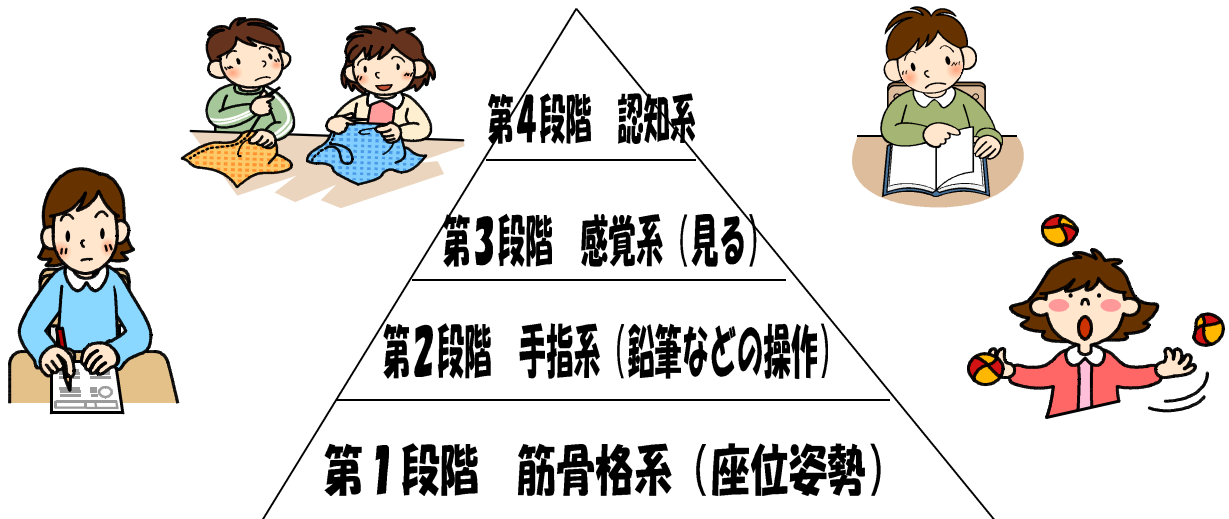 第４段階　認知系
第３段階　感覚系（見る）
第２段階　手指系（鉛筆などの操作）
第１段階　筋骨格系（座位姿勢）